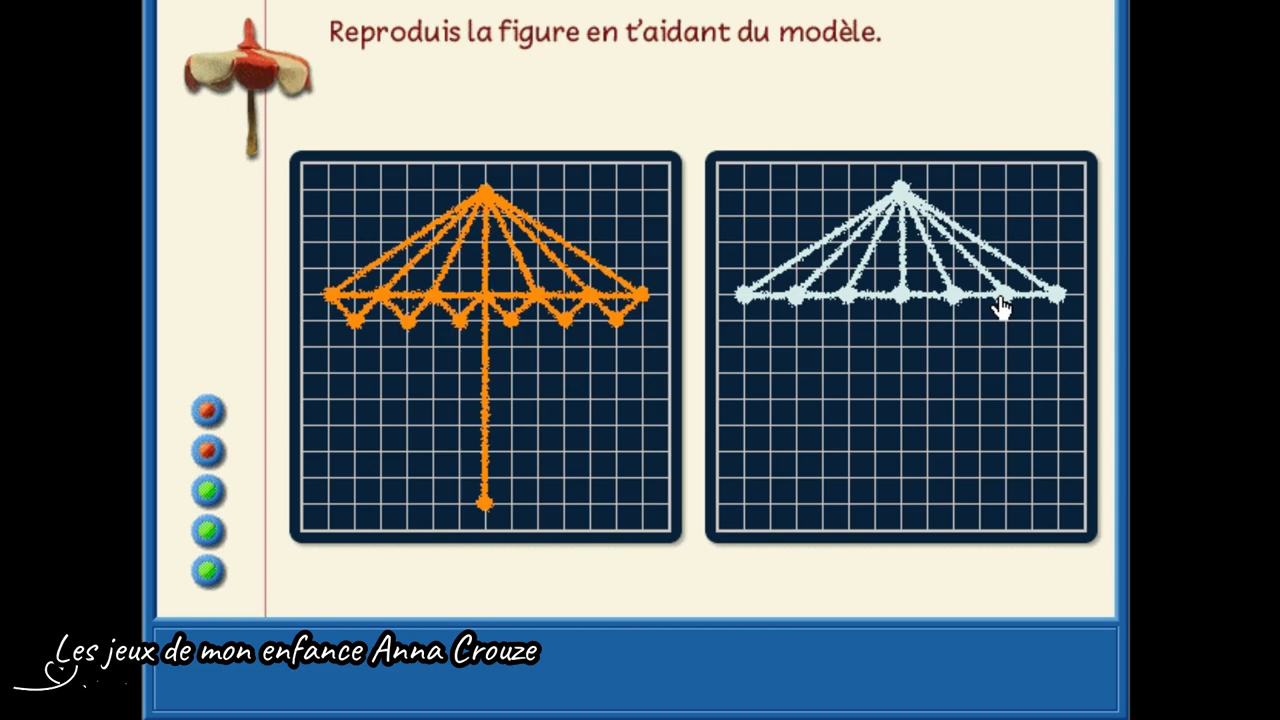 Reproduis la figure en t'aidant du modèle.
Les jeux de mon enfance Anna Crouze